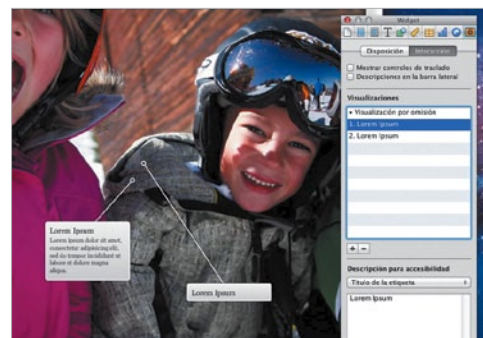 Widget
Disposición Interacción
Mostrar controles de traslado
Descripciones en la barra lateral
Visualizaciones
• Visualización por omisión
1. Lorem Ipsum
2. Lorem Ipsum
Lorem Ipsum
Lorem ipsum dolor sit amet,
consectetur adipisicing elit,
sed do tempor incididunt ut
labore et dolore magna
aliqua.
Lorem Ipsum
+ −
Descripción para accesibilidad
Título de la etiqueta
Lorem Ipsum